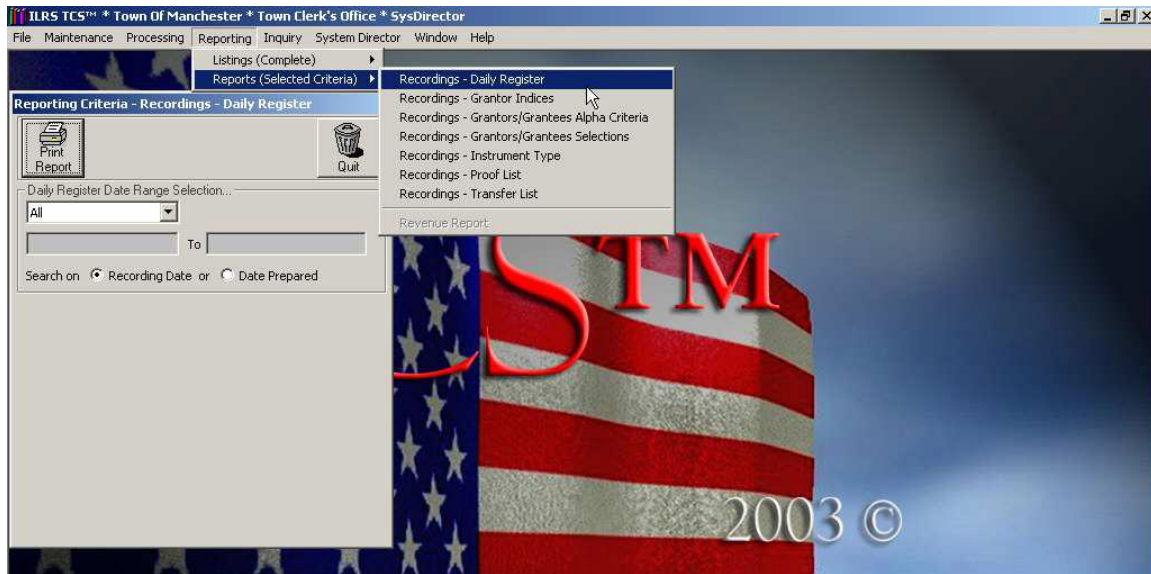 ILRS TCS™ * Town Of Manchester * Town Clerk's Office * SysDirector
File Maintenance Processing Reporting Inquiry System Director Window Help
Listings (Complete)
Reports (Selected Criteria)
Recordings - Daily Register
Recordings - Grantor Indices
Recordings - Grantors/Grantees Alpha Criteria
Recordings - Grantors/Grantees Selections
Recordings - Instrument Type
Recordings - Proof List
Recordings - Transfer List
Revenue Report
Reporting Criteria - Recordings - Daily Register
Print
Report
Quit
Daily Register Date Range Selection...
All
To
Search on Recording Date or Date Prepared
S™
2003 ©